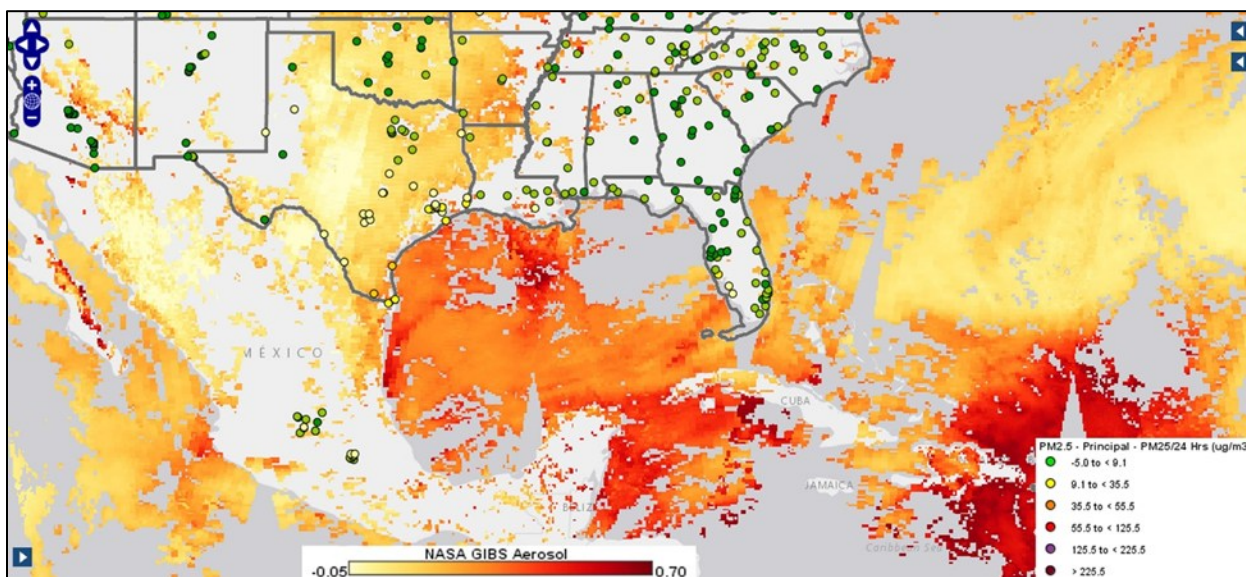 MÉXICO
CUBA
JAMAICA
BELIZ
Caribbean Sea
PM2.5 - Principal - PM25/24 Hrs (ug/m3
-5.0 to < 9.1
9.1 to < 35.5
35.5 to < 55.5
55.5 to < 125.5
125.5 to < 225.5
> 225.5
NASA GIBS Aerosol
-0.05 0.70